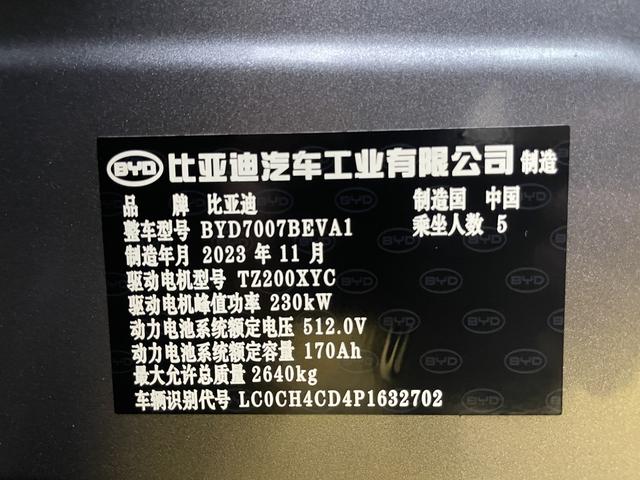 BYD 比亚迪汽车工业有限公司 制造
品 牌 比亚迪 制造国 中国
整车型号 BYD7007BEVA1 乘坐人数 5
制造年月 2023 年 11 月
驱动电机型号 TZ200XYC
驱动电机峰值功率 230kW
动力电池系统额定电压 512.0V
动力电池系统额定容量 170Ah
最大允许总质量 2640kg
车辆识别代号 LC0CH4CD4P1632702